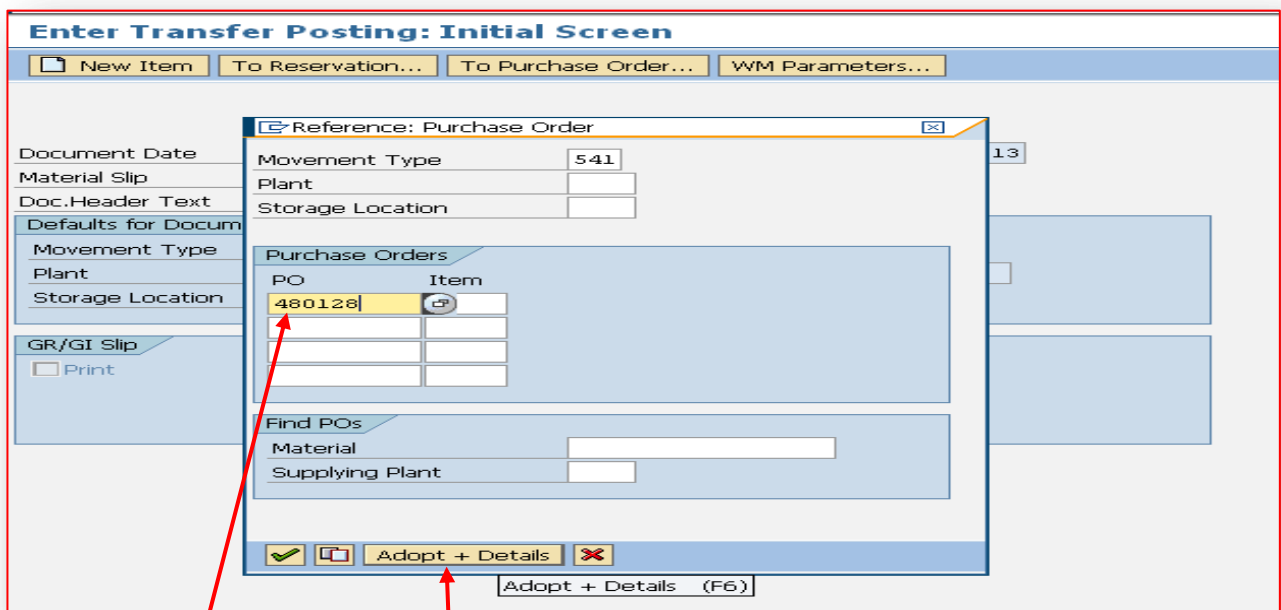 Enter Transfer Posting: Initial Screen
New Item To Reservation... To Purchase Order... WM Parameters...
Reference: Purchase Order
Document Date 13
Material Slip
Doc.Header Text
Defaults for Docum
Movement Type
Plant
Storage Location
GR/GI Slip
Print
Movement Type 541
Plant
Storage Location
Purchase Orders
PO Item
480128
Find POs
Material
Supplying Plant
Adopt + Details
Adopt + Details (F6)